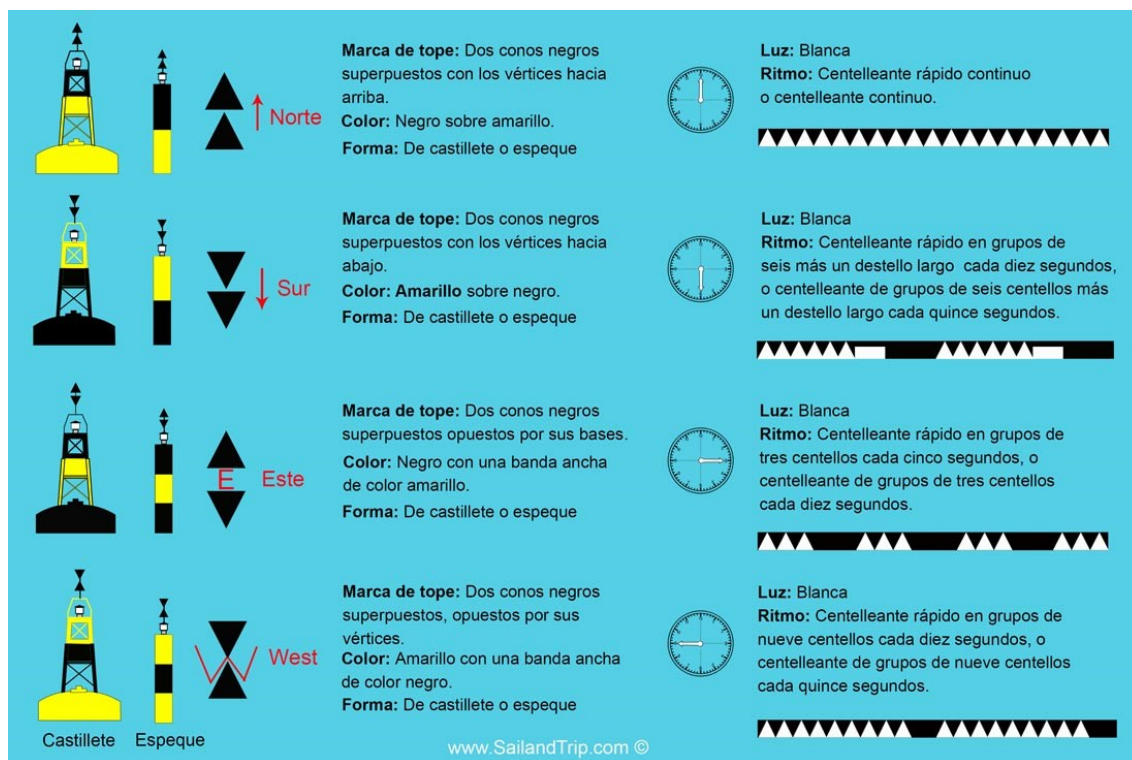 Marca de tope: Dos conos negros
superpuestos con los vértices hacia
arriba.
Color: Negro sobre amarillo.
Forma: De castillete o espeque
Norte
Luz: Blanca
Ritmo: Centelleante rápido continuo
o centelleante continuo.
Marca de tope: Dos conos negros
superpuestos con los vértices hacia
abajo.
Color: Amarillo sobre negro.
Forma: De castillete o espeque
Sur
Luz: Blanca
Ritmo: Centelleante rápido en grupos de
seis más un destello largo cada diez segundos,
o centelleante de grupos de seis centellos más
un destello largo cada quince segundos.
Marca de tope: Dos conos negros
superpuestos opuestos por sus bases.
Color: Negro con una banda ancha
de color amarillo.
Forma: De castillete o espeque
E
Este
Luz: Blanca
Ritmo: Centelleante rápido en grupos de
tres centellos cada cinco segundos, o
centelleante de grupos de tres centellos
cada diez segundos.
Marca de tope: Dos conos negros
superpuestos, opuestos por sus
vértices.
Color: Amarillo con una banda ancha
de color negro.
Forma: De castillete o espeque
West
Luz: Blanca
Ritmo: Centelleante rápido en grupos de
nueve centellos cada diez segundos, o
centelleante de grupos de nueve centellos
cada quince segundos.
Castillete Espeque
www.SailandTrip.com ©